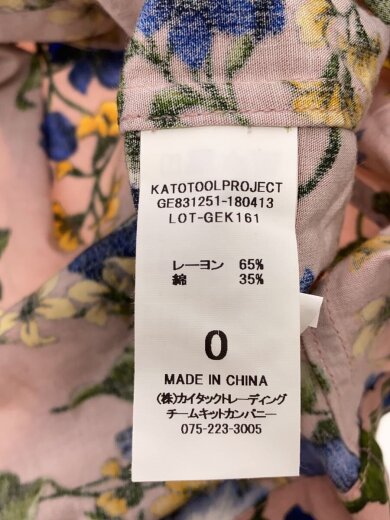 KATOTOOLPROJECT
GE831251-180413
LOT-GEK161
レーヨン 65%
綿 35%
0
MADE IN CHINA
(株)カイタックトレーディング
チームキットカンパニー
075-223-3005